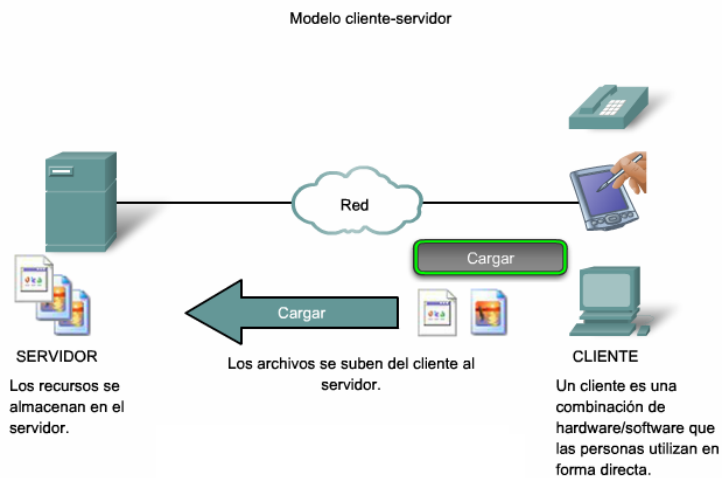 Modelo cliente-servidor
Red
Cargar
Cargar
SERVIDOR
Los recursos se
almacenan en el
servidor.
Los archivos se suben del cliente al
servidor.
CLIENTE
Un cliente es una
combinación de
hardware/software que
las personas utilizan en
forma directa.